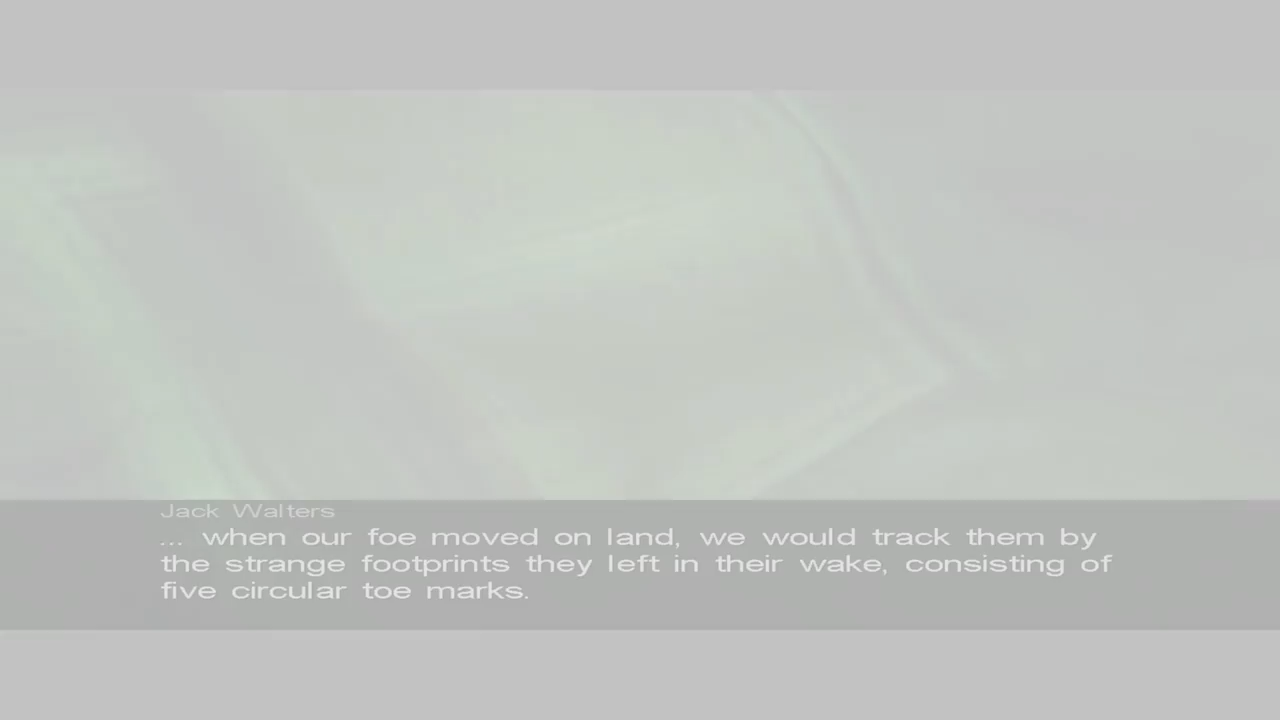 Jack Walters
... when our foe moved on land, we would track them by
the strange footprints they left in their wake, consisting of
five circular toe marks.